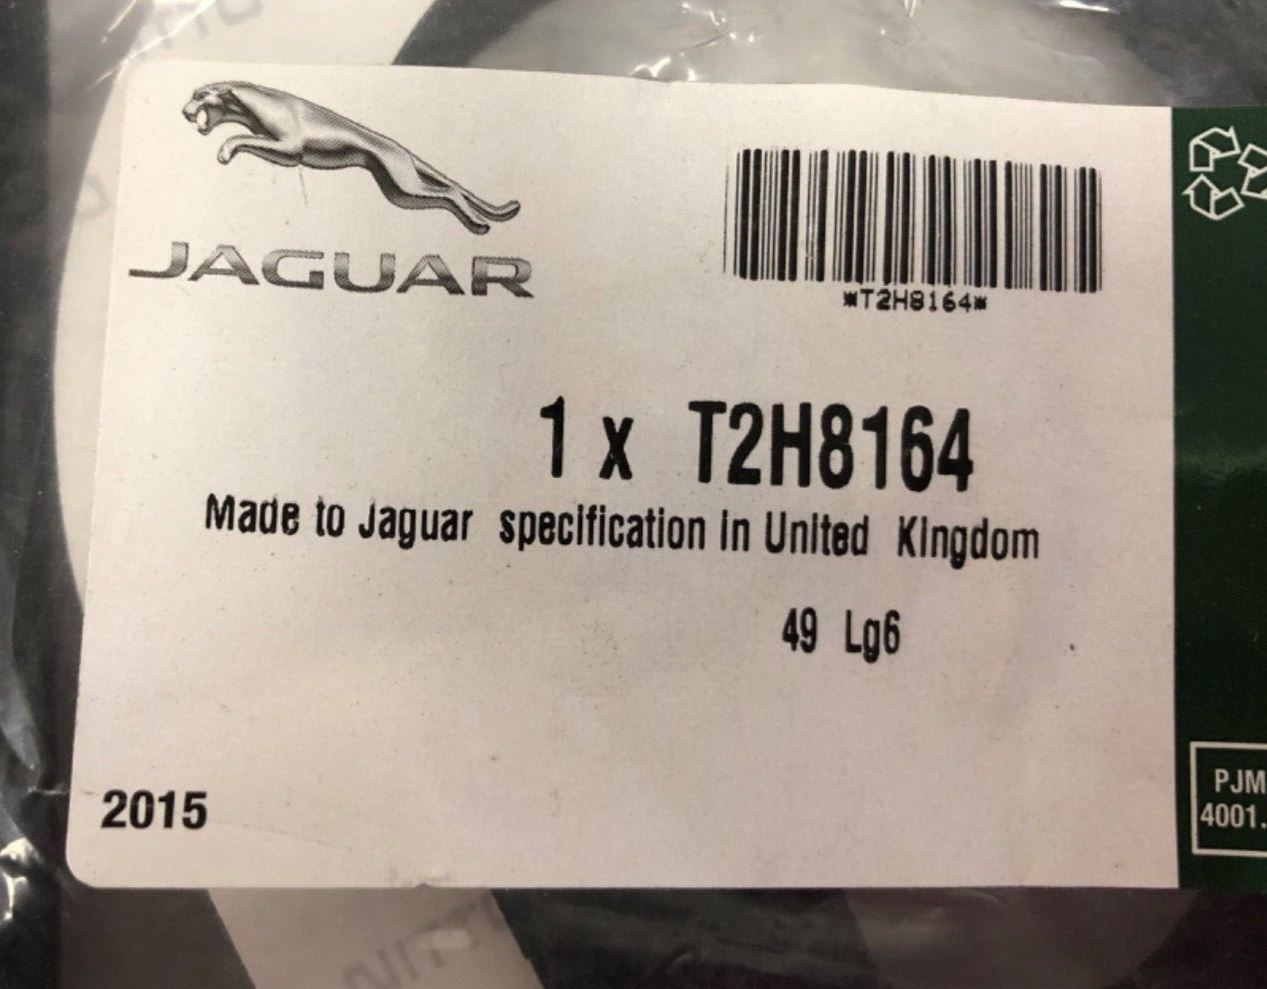 JAGUAR
*T2H8164*
1 x T2H8164
Made to Jaguar specification in United Kingdom
49 Lg6
2015
PJM
4001.